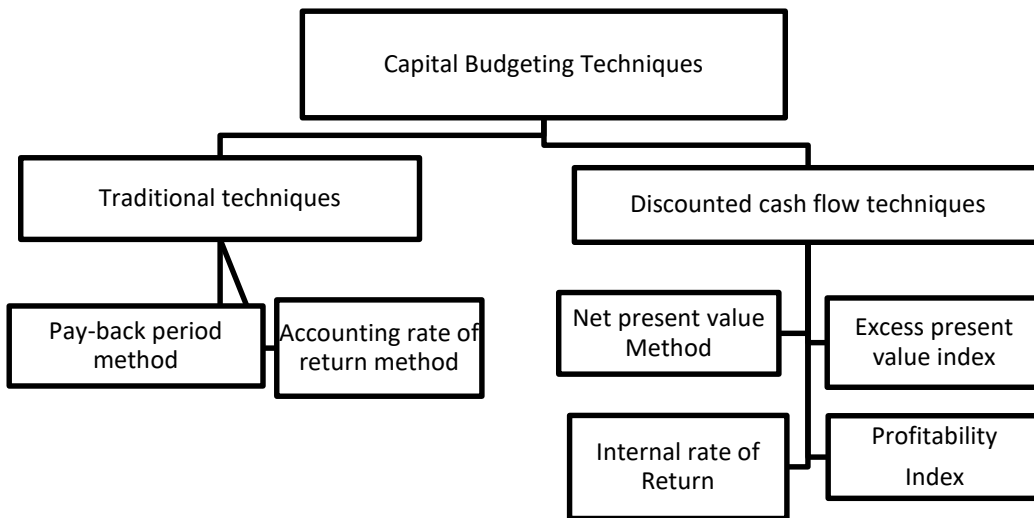 Capital Budgeting Techniques
Traditional techniques
Discounted cash flow techniques
Pay-back period
method
Accounting rate of
return method
Net present value
Method
Excess present
value index
Internal rate of
Return
Profitability
Index